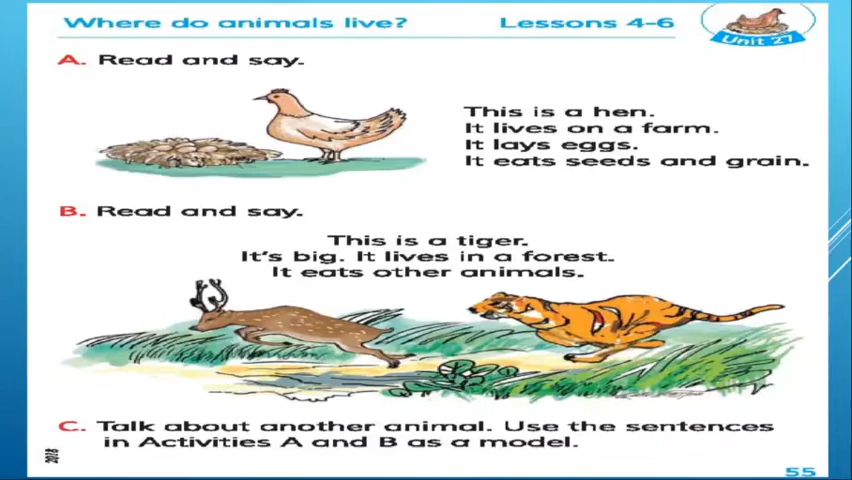 Where do animals live? Lessons 4-6
Unit 27
A. Read and say.
This is a hen.
It lives on a farm.
It lays eggs.
It eats seeds and grain.
B. Read and say.
This is a tiger.
It's big. It lives in a forest.
It eats other animals.
C. Talk about another animal. Use the sentences
in Activities A and B as a model.
2018
55